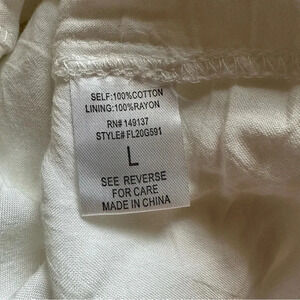 SELF:100%COTTON
LINING:100%RAYON
RN# 149137
STYLE# FL20G591
L
SEE REVERSE
FOR CARE
MADE IN CHINA